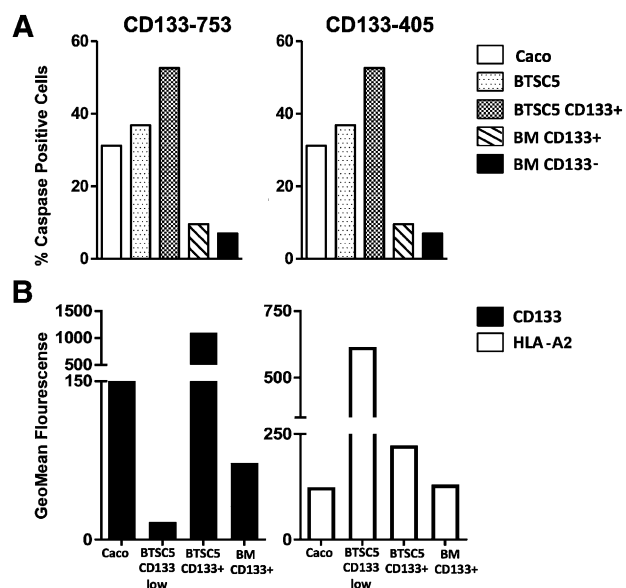 A
CD133-753
CD133-405
% Caspase Positive Cells
60
40
20
0
60
40
20
0
Caco
BTSC5
BTSC5 CD133+
BM CD133+
BM CD133-
B
GeoMean Flourescense
1500
1000
500
150
0
750
500
250
0
CD133
HLA-A2
Caco
BTSC5
CD133
low
BTSC5
CD133+
BM
CD133+
Caco
BTSC5
CD133
low
BTSC5
CD133+
BM
CD133+